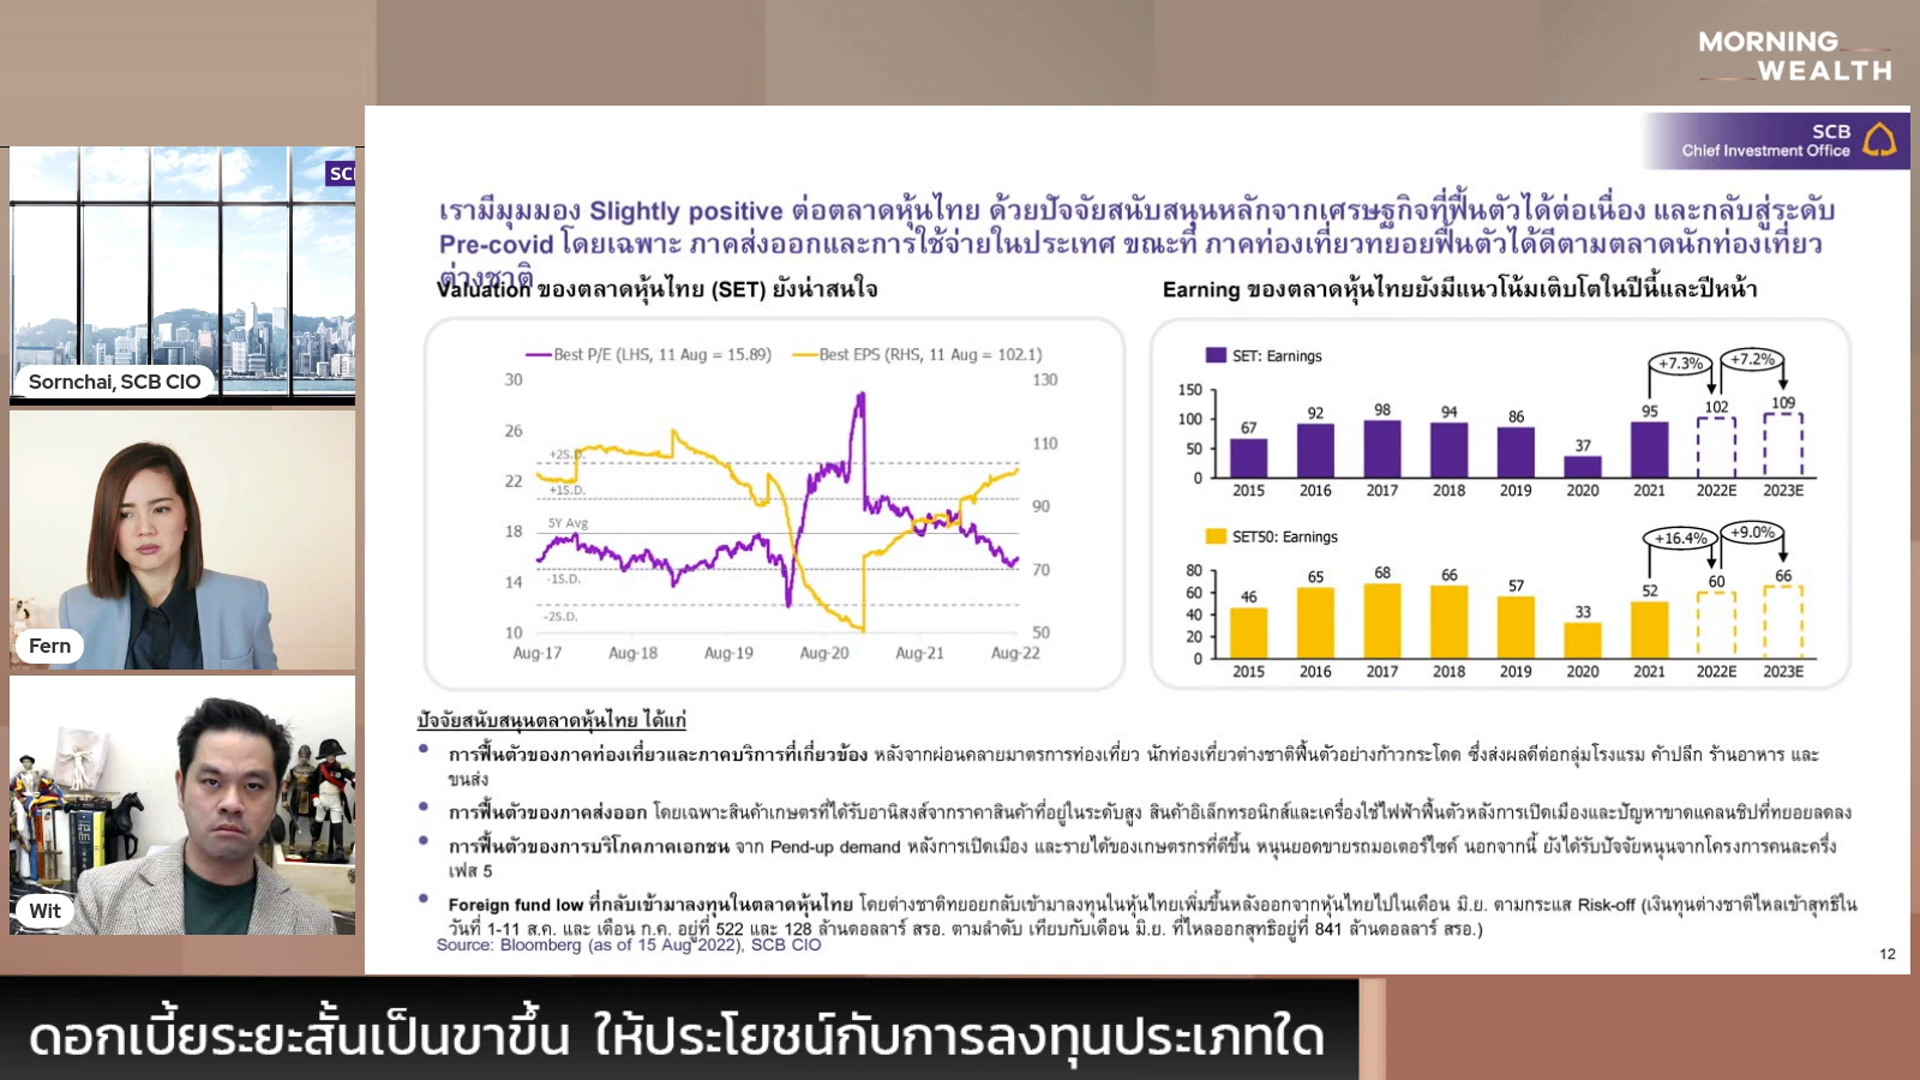 MORNING
WEALTH
SCB
Chief Investment Office
SCI
Sornchai, SCB CIO
Fern
Wit
เรามีมุมมอง Slightly positive ต่อตลาดหุ้นไทย ด้วยปัจจัยสนับสนุนหลักจากเศรษฐกิจที่ฟื้นตัวได้ต่อเนื่อง และกลับสู่ระดับ
Pre-covid โดยเฉพาะ ภาคส่งออกและการใช้จ่ายในประเทศ ขณะที่ ภาคท่องเที่ยวทยอยฟื้นตัวได้ดีตามตลาดนักท่องเที่ยว
ต่างชาติ
Valuation ของตลาดหุ้นไทย (SET) ยังน่าสนใจ
Best P/E (LHS, 11 Aug = 15.89) Best EPS (RHS, 11 Aug = 102.1)
30 130
26 110
+2S.D.
22 90
+1S.D.
5Y Avg
18
14 70
-1S.D.
-2S.D.
10 50
Aug-17 Aug-18 Aug-19 Aug-20 Aug-21 Aug-22
Earning ของตลาดหุ้นไทยยังมีแนวโน้มเติบโตในปีนี้และปีหน้า
SET: Earnings
+7.3% +7.2%
150
100
50
0
67 92 98 94 86 37 95 102 109
2015 2016 2017 2018 2019 2020 2021 2022E 2023E
SET50: Earnings
+16.4% +9.0%
80
60
40
20
0
46 65 68 66 57 33 52 60 66
2015 2016 2017 2018 2019 2020 2021 2022E 2023E
ปัจจัยสนับสนุนตลาดหุ้นไทย ได้แก่
• การฟื้นตัวของภาคท่องเที่ยวและภาคบริการที่เกี่ยวข้อง หลังจากผ่อนคลายมาตรการท่องเที่ยว นักท่องเที่ยวต่างชาติฟื้นตัวอย่างก้าวกระโดด ซึ่งส่งผลดีต่อกลุ่มโรงแรม ค้าปลีก ร้านอาหาร และ
ขนส่ง
• การฟื้นตัวของภาคส่งออก โดยเฉพาะสินค้าเกษตรที่ได้รับอานิสงส์จากราคาสินค้าที่อยู่ในระดับสูง สินค้าอิเล็กทรอนิกส์และเครื่องใช้ไฟฟ้าฟื้นตัวหลังการเปิดเมืองและปัญหาขาดแคลนชิปที่ทยอยลดลง
• การฟื้นตัวของการบริโภคภาคเอกชน จาก Pend-up demand หลังการเปิดเมือง และรายได้ของเกษตรกรที่ดีขึ้น หนุนยอดขายรถมอเตอร์ไซค์ นอกจากนี้ ยังได้รับปัจจัยหนุนจากโครงการคนละครึ่ง
เฟส 5
• Foreign fund low ที่กลับเข้ามาลงทุนในตลาดหุ้นไทย โดยต่างชาติทยอยกลับเข้ามาลงทุนในหุ้นไทยเพิ่มขึ้นหลังออกจากหุ้นไทยไปในเดือน มิ.ย. ตามกระแส Risk-off (เงินทุนต่างชาติไหลเข้าสุทธิใน
วันที่ 1-11 ส.ค. และ เดือน ก.ค. อยู่ที่ 522 และ 128 ล้านดอลลาร์ สรอ. ตามลำดับ เทียบกับเดือน มิ.ย. ที่ไหลออกสุทธิอยู่ที่ 841 ล้านดอลลาร์ สรอ.)
Source: Bloomberg (as of 15 Aug 2022), SCB CIO
12
ดอกเบี้ยระยะสั้นเป็นขาขึ้น ให้ประโยชน์กับการลงทุนประเภทใด